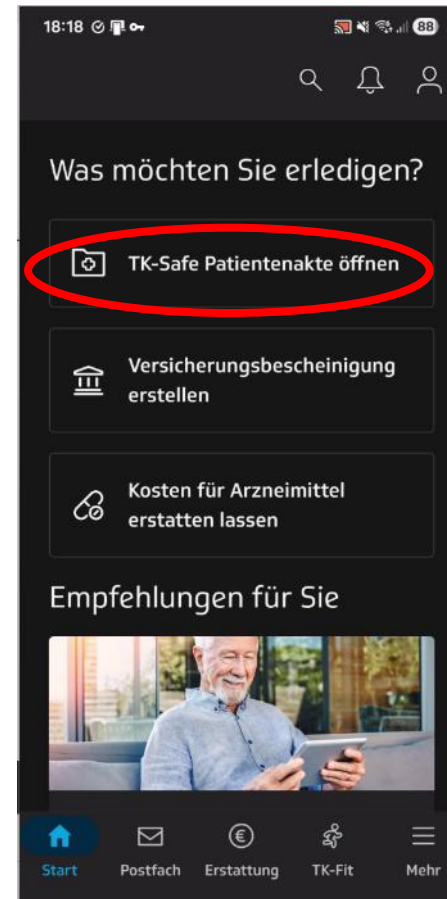 18:18
88
Was möchten Sie erledigen?
TK-Safe Patientenakte öffnen
Versicherungsbescheinigung
erstellen
Kosten für Arzneimittel
erstatten lassen
Empfehlungen für Sie
Start Postfach Erstattung TK-Fit Mehr